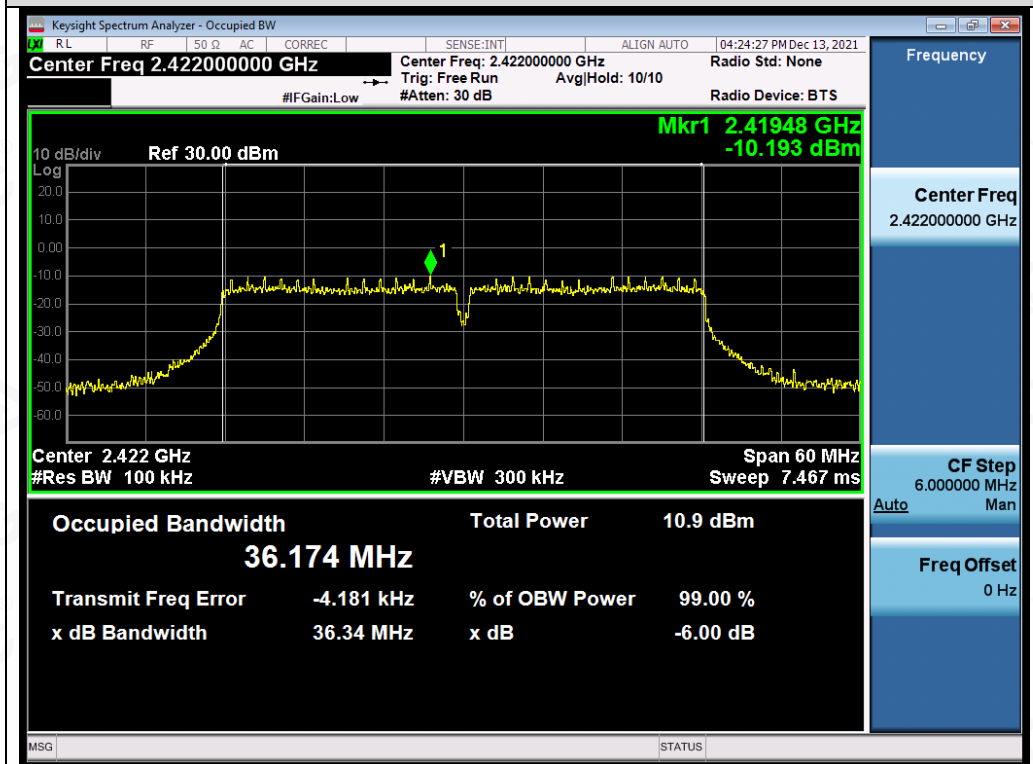 Keysight Spectrum Analyzer - Occupied BW
LXI RL RF 50 Ω AC CORREC SENSE:INT ALIGN AUTO 04:24:27 PM Dec 13, 2021
Center Freq 2.422000000 GHz
Center Freq: 2.422000000 GHz Radio Std: None
Trig: Free Run Avg|Hold: 10/10
#IFGain:Low #Atten: 30 dB Radio Device: BTS
Mkr1 2.41948 GHz
-10.193 dBm
10 dB/div Ref 30.00 dBm
Log
20.0
10.0
0.00
-10.0
-20.0
-30.0
-40.0
-50.0
-60.0
1
Center 2.422 GHz Span 60 MHz
#Res BW 100 kHz #VBW 300 kHz Sweep 7.467 ms
Occupied Bandwidth Total Power 10.9 dBm
36.174 MHz
Transmit Freq Error -4.181 kHz % of OBW Power 99.00 %
x dB Bandwidth 36.34 MHz x dB -6.00 dB
Frequency
Center Freq
2.422000000 GHz
CF Step
6.000000 MHz
Auto Man
Freq Offset
0 Hz
MSG STATUS